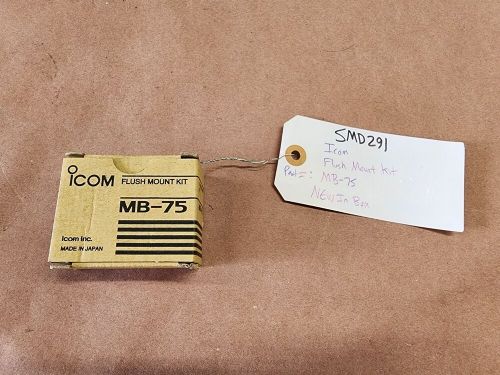 ICOM FLUSH MOUNT KIT
MB-75
Icom Inc.
MADE IN JAPAN
SMD291
Icom
Flush Mount Kit
Part #: MB-75
New In Box